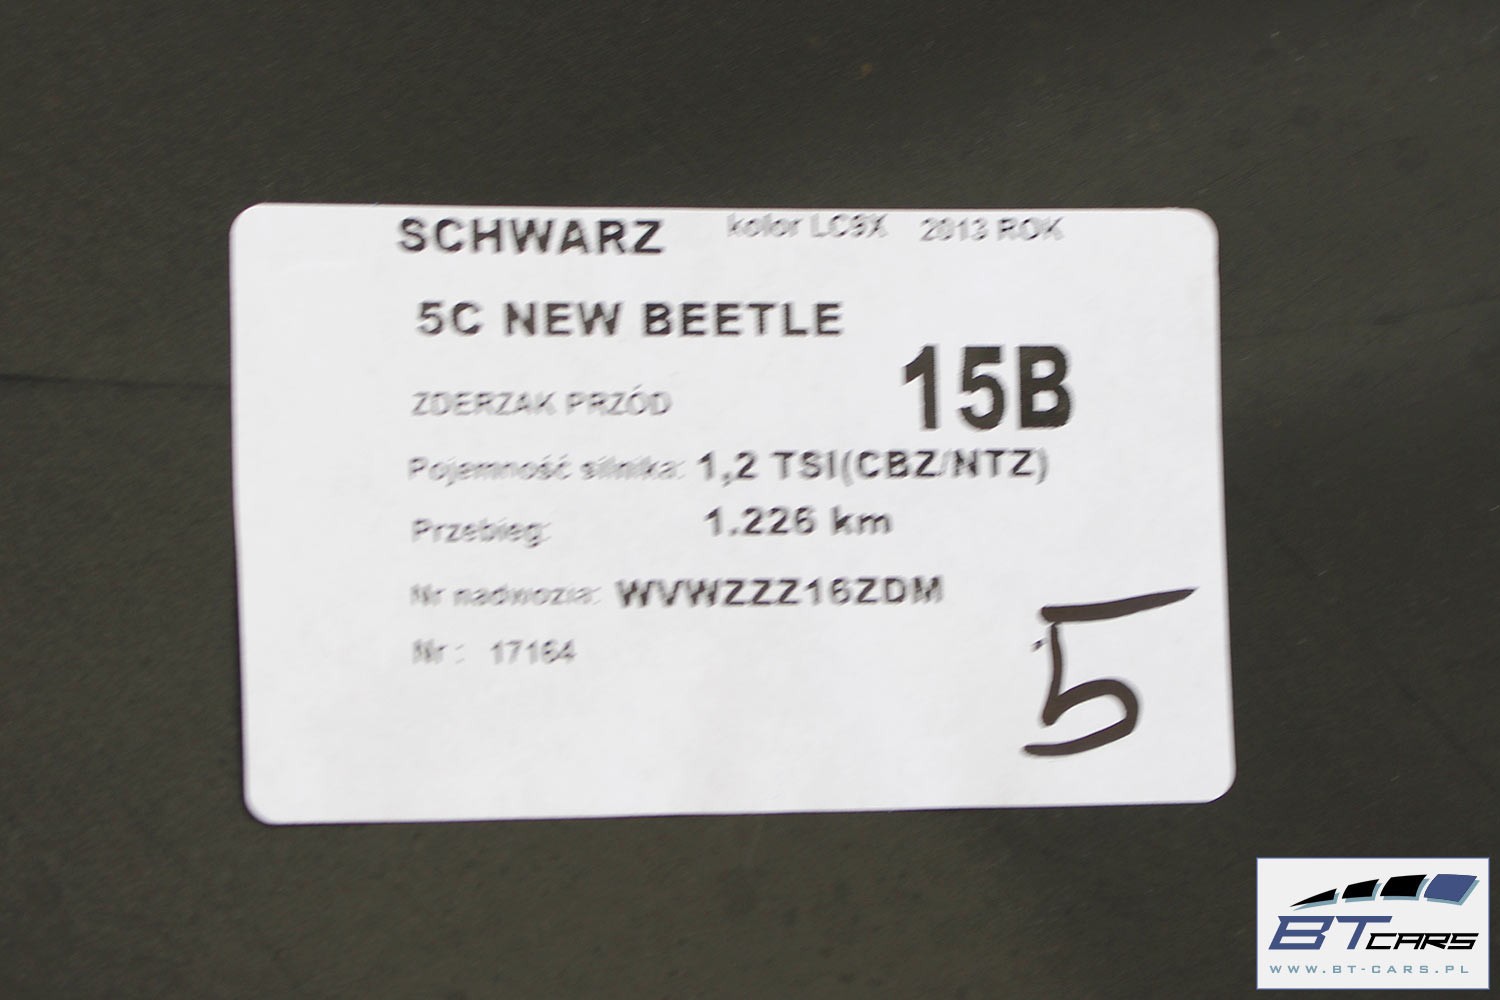 SCHWARZ kolor LC9X 2013 ROK
5C NEW BEETLE
15B
ZDERZAK PRZÓD
Pojemność silnika: 1,2 TSI(CBZ/NTZ)
Przebieg: 1.226 km
Nr nadwozia: WVWZZZ16ZDM
Nr : 17164
5
BT CARS
WWW.BT-CARS.PL